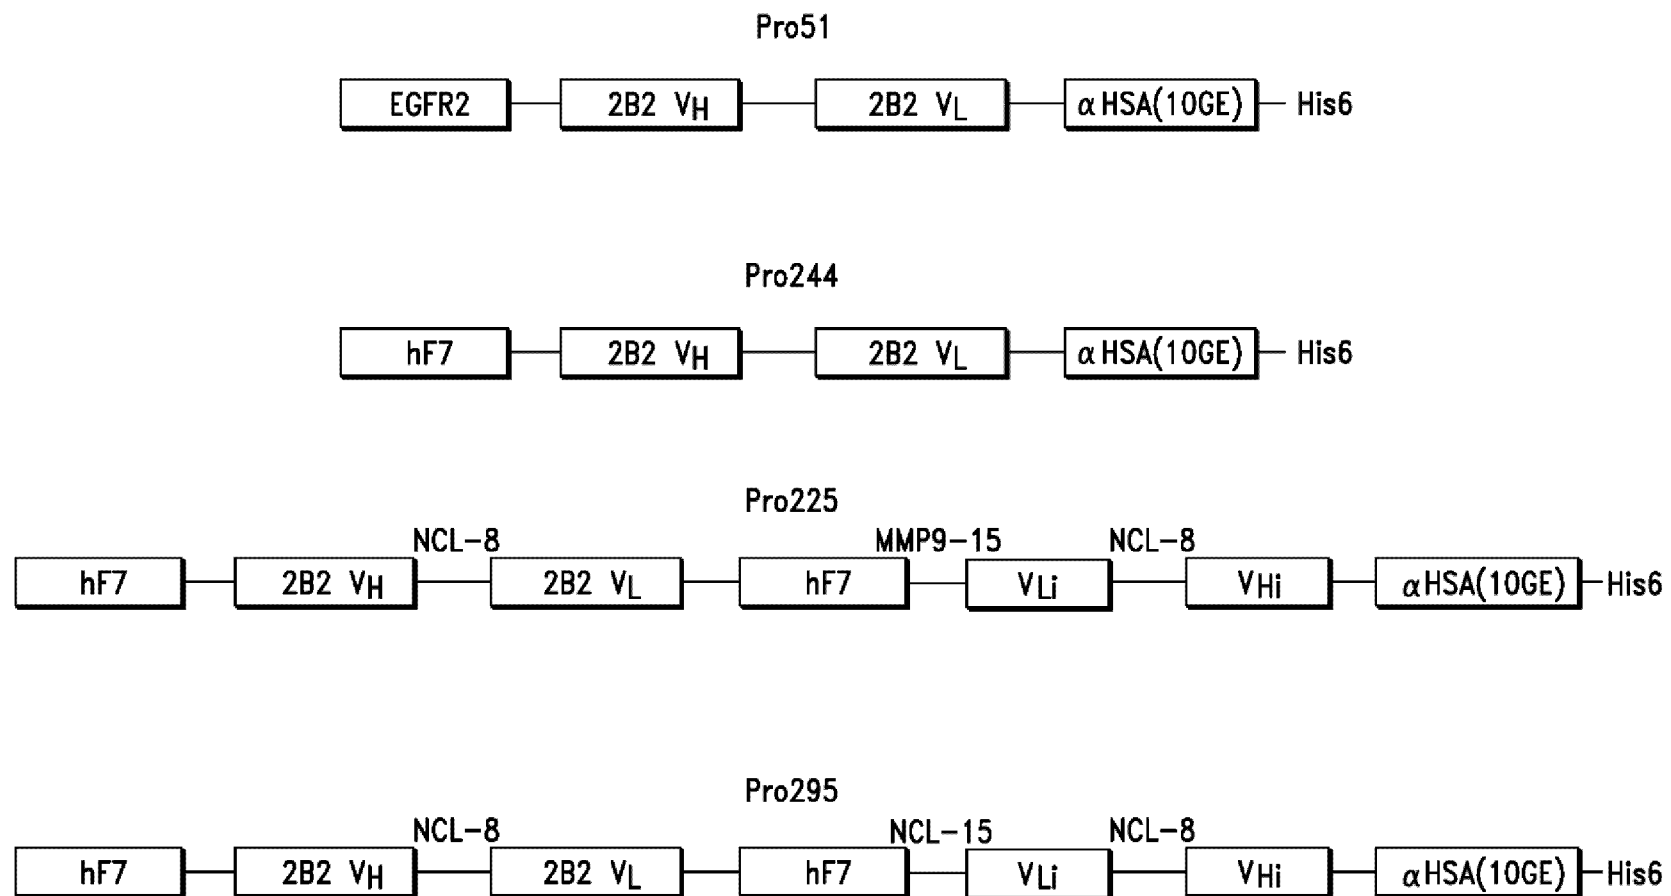 Pro51
EGFR2 2B2 VH 2B2 VL αHSA(10GE) His6
Pro244
hF7 2B2 VH 2B2 VL αHSA(10GE) His6
Pro225
NCL-8 MMP9-15 NCL-8
hF7 2B2 VH 2B2 VL hF7 VLi VHi αHSA(10GE) His6
Pro295
NCL-8 NCL-15 NCL-8
hF7 2B2 VH 2B2 VL hF7 VLi VHi αHSA(10GE) His6